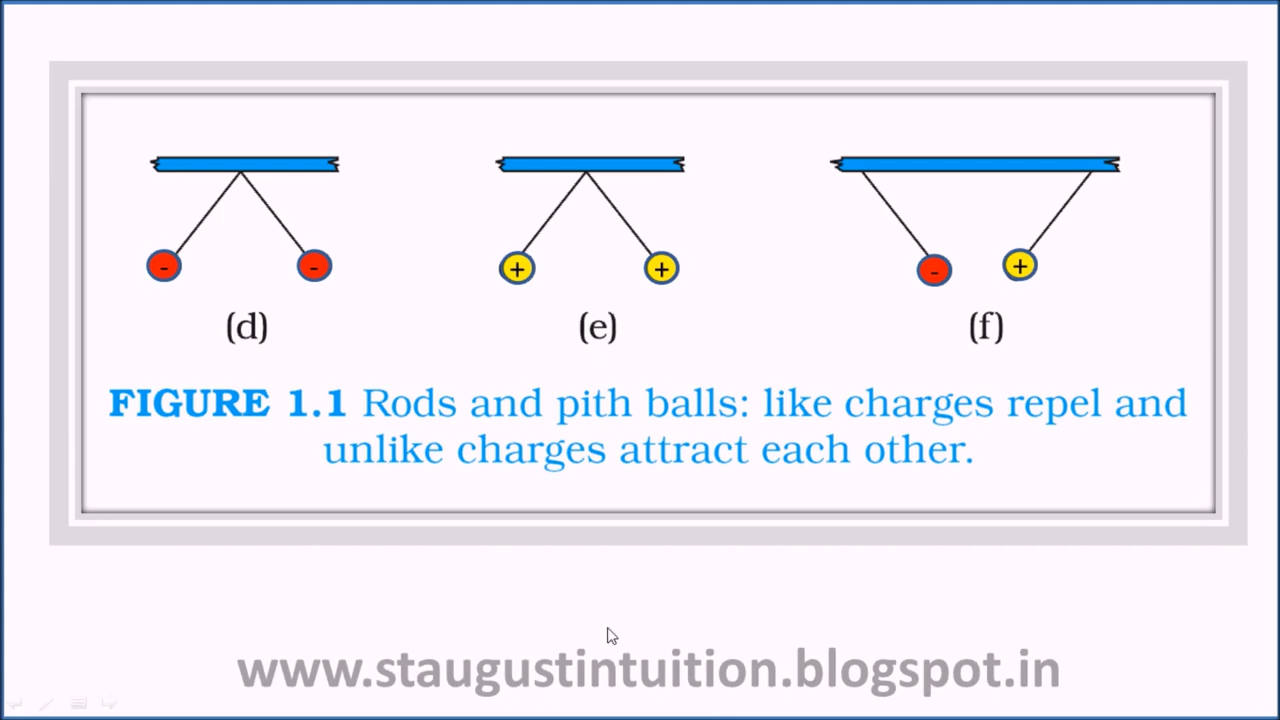 - - + + - +
(d) (e) (f)
FIGURE 1.1 Rods and pith balls: like charges repel and
unlike charges attract each other.
www.staugustintuition.blogspot.in